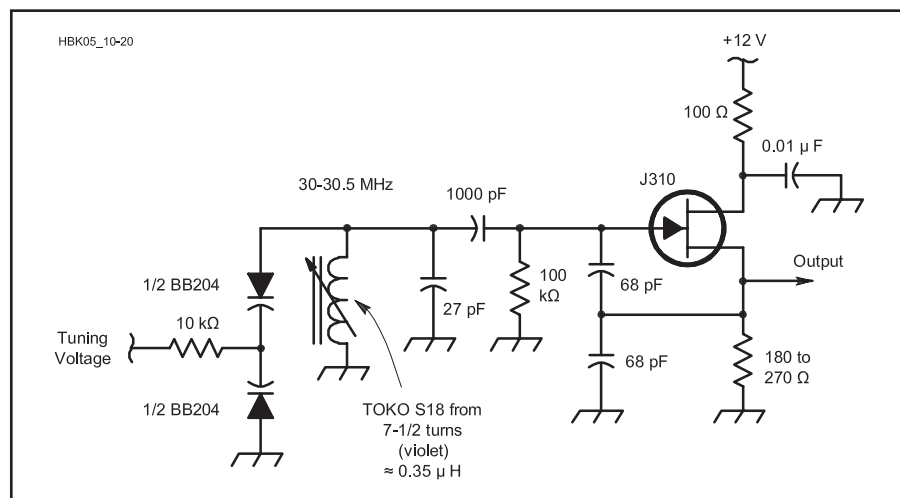 HBK05_10-20
+12 V
100 Ω
0.01 µ F
30-30.5 MHz
1000 pF
J310
1/2 BB204
10 kΩ
Tuning
Voltage
1/2 BB204
27 pF
100
kΩ
68 pF
Output
68 pF
180 to
270 Ω
TOKO S18 from
7-1/2 turns
(violet)
≈ 0.35 µ H